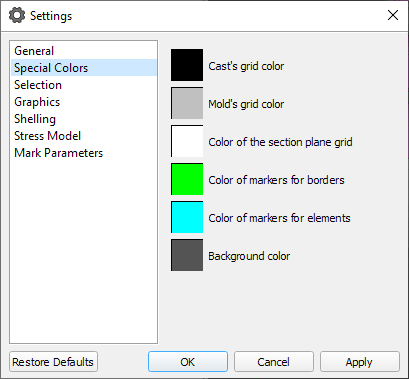 Settings
General
Special Colors
Selection
Graphics
Shelling
Stress Model
Mark Parameters
Cast's grid color
Mold's grid color
Color of the section plane grid
Color of markers for borders
Color of markers for elements
Background color
Restore Defaults
OK
Cancel
Apply